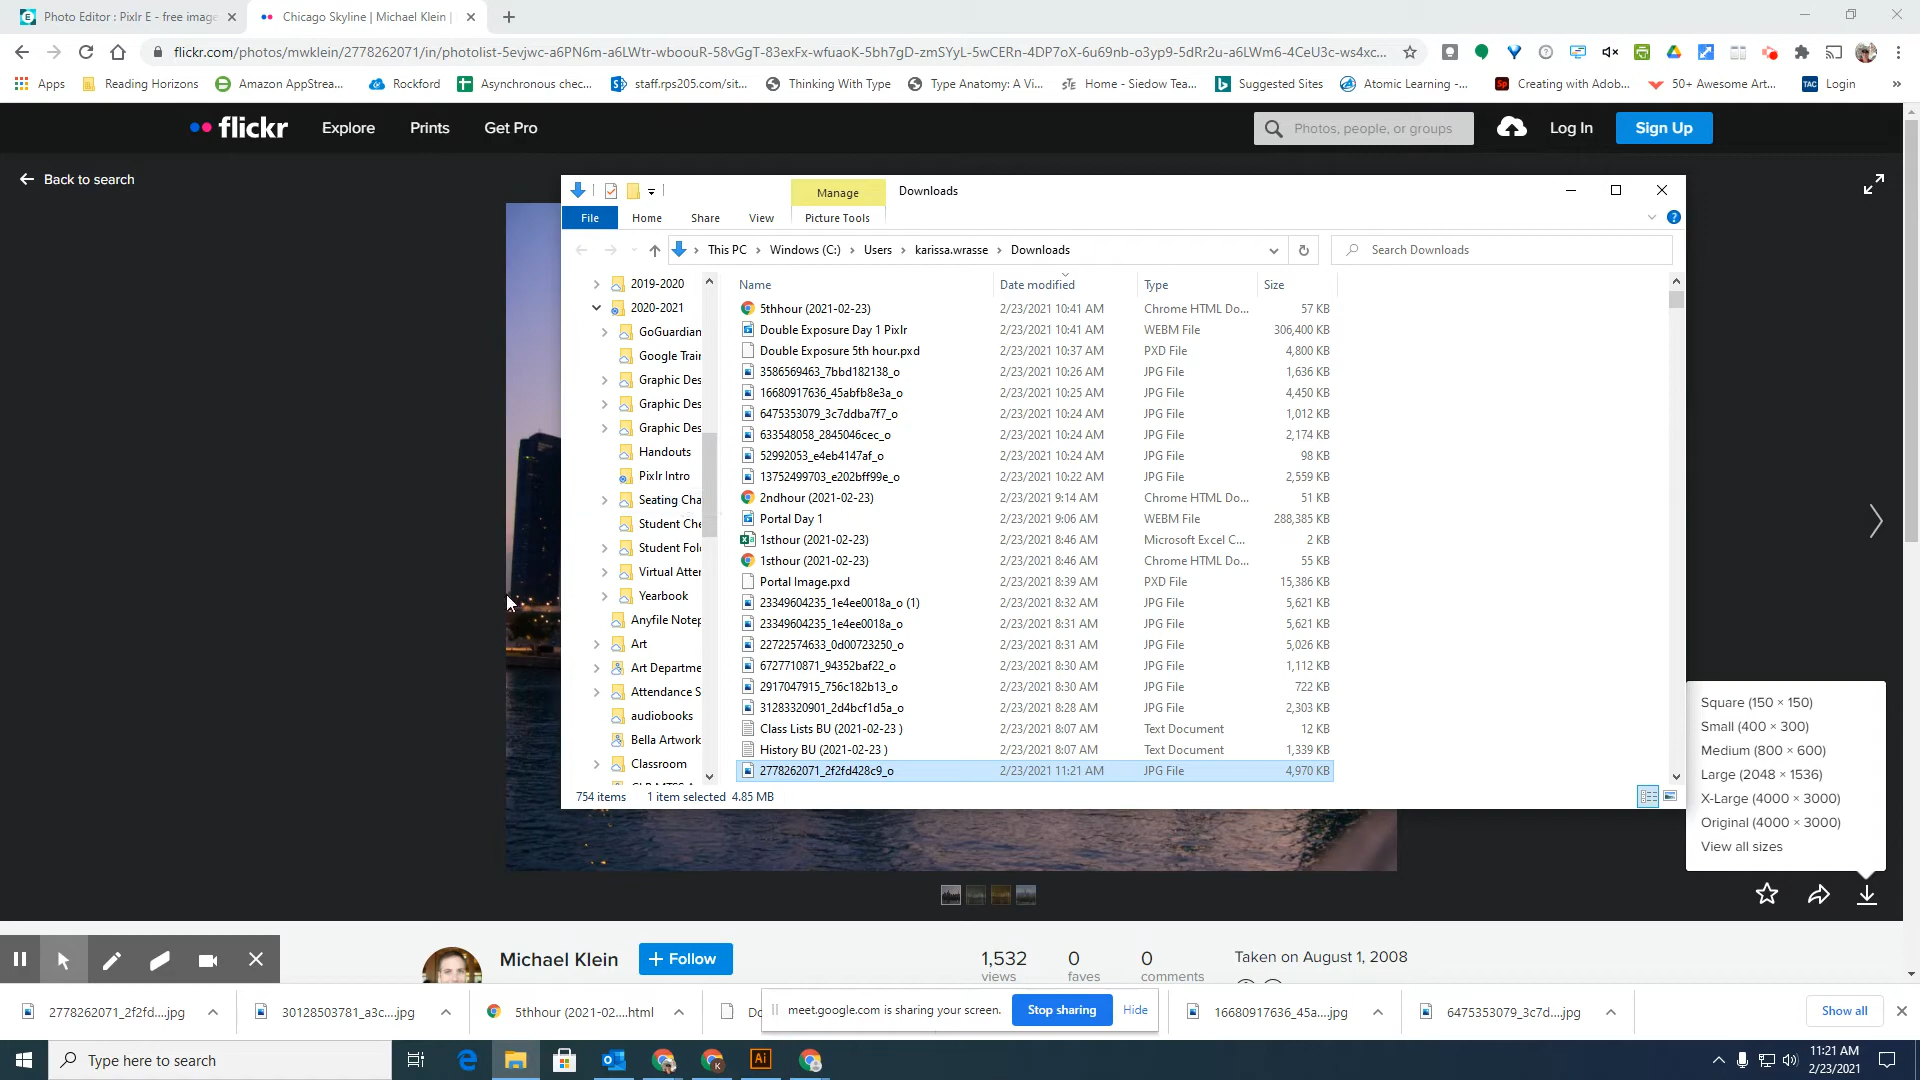 Photo Editor : Pixlr E - free image
Chicago Skyline | Michael Klein |
flickr.com/photos/mwklein/2778262071/in/photolist-5evjwc-a6PN6m-a6LWtr-wboouR-58vGgT-83exFx-wfuaoK-5bh7gD-zmSYyL-5wCERn-4DP7oX-6u69nb-o3yp9-5dRr2u-a6LWm6-4CeU3c-ws4xc...
Apps
Reading Horizons
Amazon AppStrea...
Rockford
Asynchronous chec...
staff.rps205.com/sit...
Thinking With Type
Type Anatomy: A Vi...
Home - Siedow Tea...
Suggested Sites
Atomic Learning -...
Creating with Adob...
50+ Awesome Art...
TAC Login
»
flickr
Explore
Prints
Get Pro
Photos, people, or groups
Log In
Sign Up
Back to search
Manage
Downloads
File
Home
Share
View
Picture Tools
This PC > Windows (C:) > Users > karissa.wrasse > Downloads
Search Downloads
2019-2020
2020-2021
GoGuardian
Google Trai
Graphic Des
Graphic Des
Graphic Des
Handouts
Pixlr Intro
Seating Cha
Student Che
Student Fol
Virtual Atte
Yearbook
Anyfile Notep
Art
Art Departme
Attendance S
audiobooks
Bella Artwork
Classroom
Name Date modified Type Size
5thhour (2021-02-23) 2/23/2021 10:41 AM Chrome HTML Do... 57 KB
Double Exposure Day 1 Pixlr 2/23/2021 10:41 AM WEBM File 306,400 KB
Double Exposure 5th hour.pxd 2/23/2021 10:37 AM PXD File 4,800 KB
3586569463_7bbd182138_o 2/23/2021 10:26 AM JPG File 1,636 KB
16680917636_45abfb8e3a_o 2/23/2021 10:25 AM JPG File 4,450 KB
6475353079_3c7ddba7f7_o 2/23/2021 10:24 AM JPG File 1,012 KB
633548058_2845046cec_o 2/23/2021 10:24 AM JPG File 2,174 KB
52992053_e4eb4147af_o 2/23/2021 10:24 AM JPG File 98 KB
13752499703_e202bff99e_o 2/23/2021 10:22 AM JPG File 2,559 KB
2ndhour (2021-02-23) 2/23/2021 9:14 AM Chrome HTML Do... 51 KB
Portal Day 1 2/23/2021 9:06 AM WEBM File 288,385 KB
1sthour (2021-02-23) 2/23/2021 8:46 AM Microsoft Excel C... 2 KB
1sthour (2021-02-23) 2/23/2021 8:46 AM Chrome HTML Do... 55 KB
Portal Image.pxd 2/23/2021 8:39 AM PXD File 15,386 KB
23349604235_1e4ee0018a_o (1) 2/23/2021 8:32 AM JPG File 5,621 KB
23349604235_1e4ee0018a_o 2/23/2021 8:31 AM JPG File 5,621 KB
22722574633_0d00723250_o 2/23/2021 8:31 AM JPG File 5,026 KB
6727710871_94352baf22_o 2/23/2021 8:30 AM JPG File 1,112 KB
2917047915_756c182b13_o 2/23/2021 8:30 AM JPG File 722 KB
31283320901_2d4bcf1d5a_o 2/23/2021 8:28 AM JPG File 2,303 KB
Class Lists BU (2021-02-23 ) 2/23/2021 8:07 AM Text Document 12 KB
History BU (2021-02-23 ) 2/23/2021 8:07 AM Text Document 1,339 KB
2778262071_2f2fd428c9_o 2/23/2021 11:21 AM JPG File 4,970 KB
754 items 1 item selected 4.85 MB
Square (150 × 150)
Small (400 × 300)
Medium (800 × 600)
Large (2048 × 1536)
X-Large (4000 × 3000)
Original (4000 × 3000)
View all sizes
Michael Klein
+ Follow
1,532
views
0
faves
0
comments
Taken on August 1, 2008
2778262071_2f2fd....jpg
30128503781_a3c....jpg
5thhour (2021-02....html
meet.google.com is sharing your screen.
Stop sharing
Hide
16680917636_45a....jpg
6475353079_3c7d....jpg
Show all
Type here to search
Ai
11:21 AM
2/23/2021